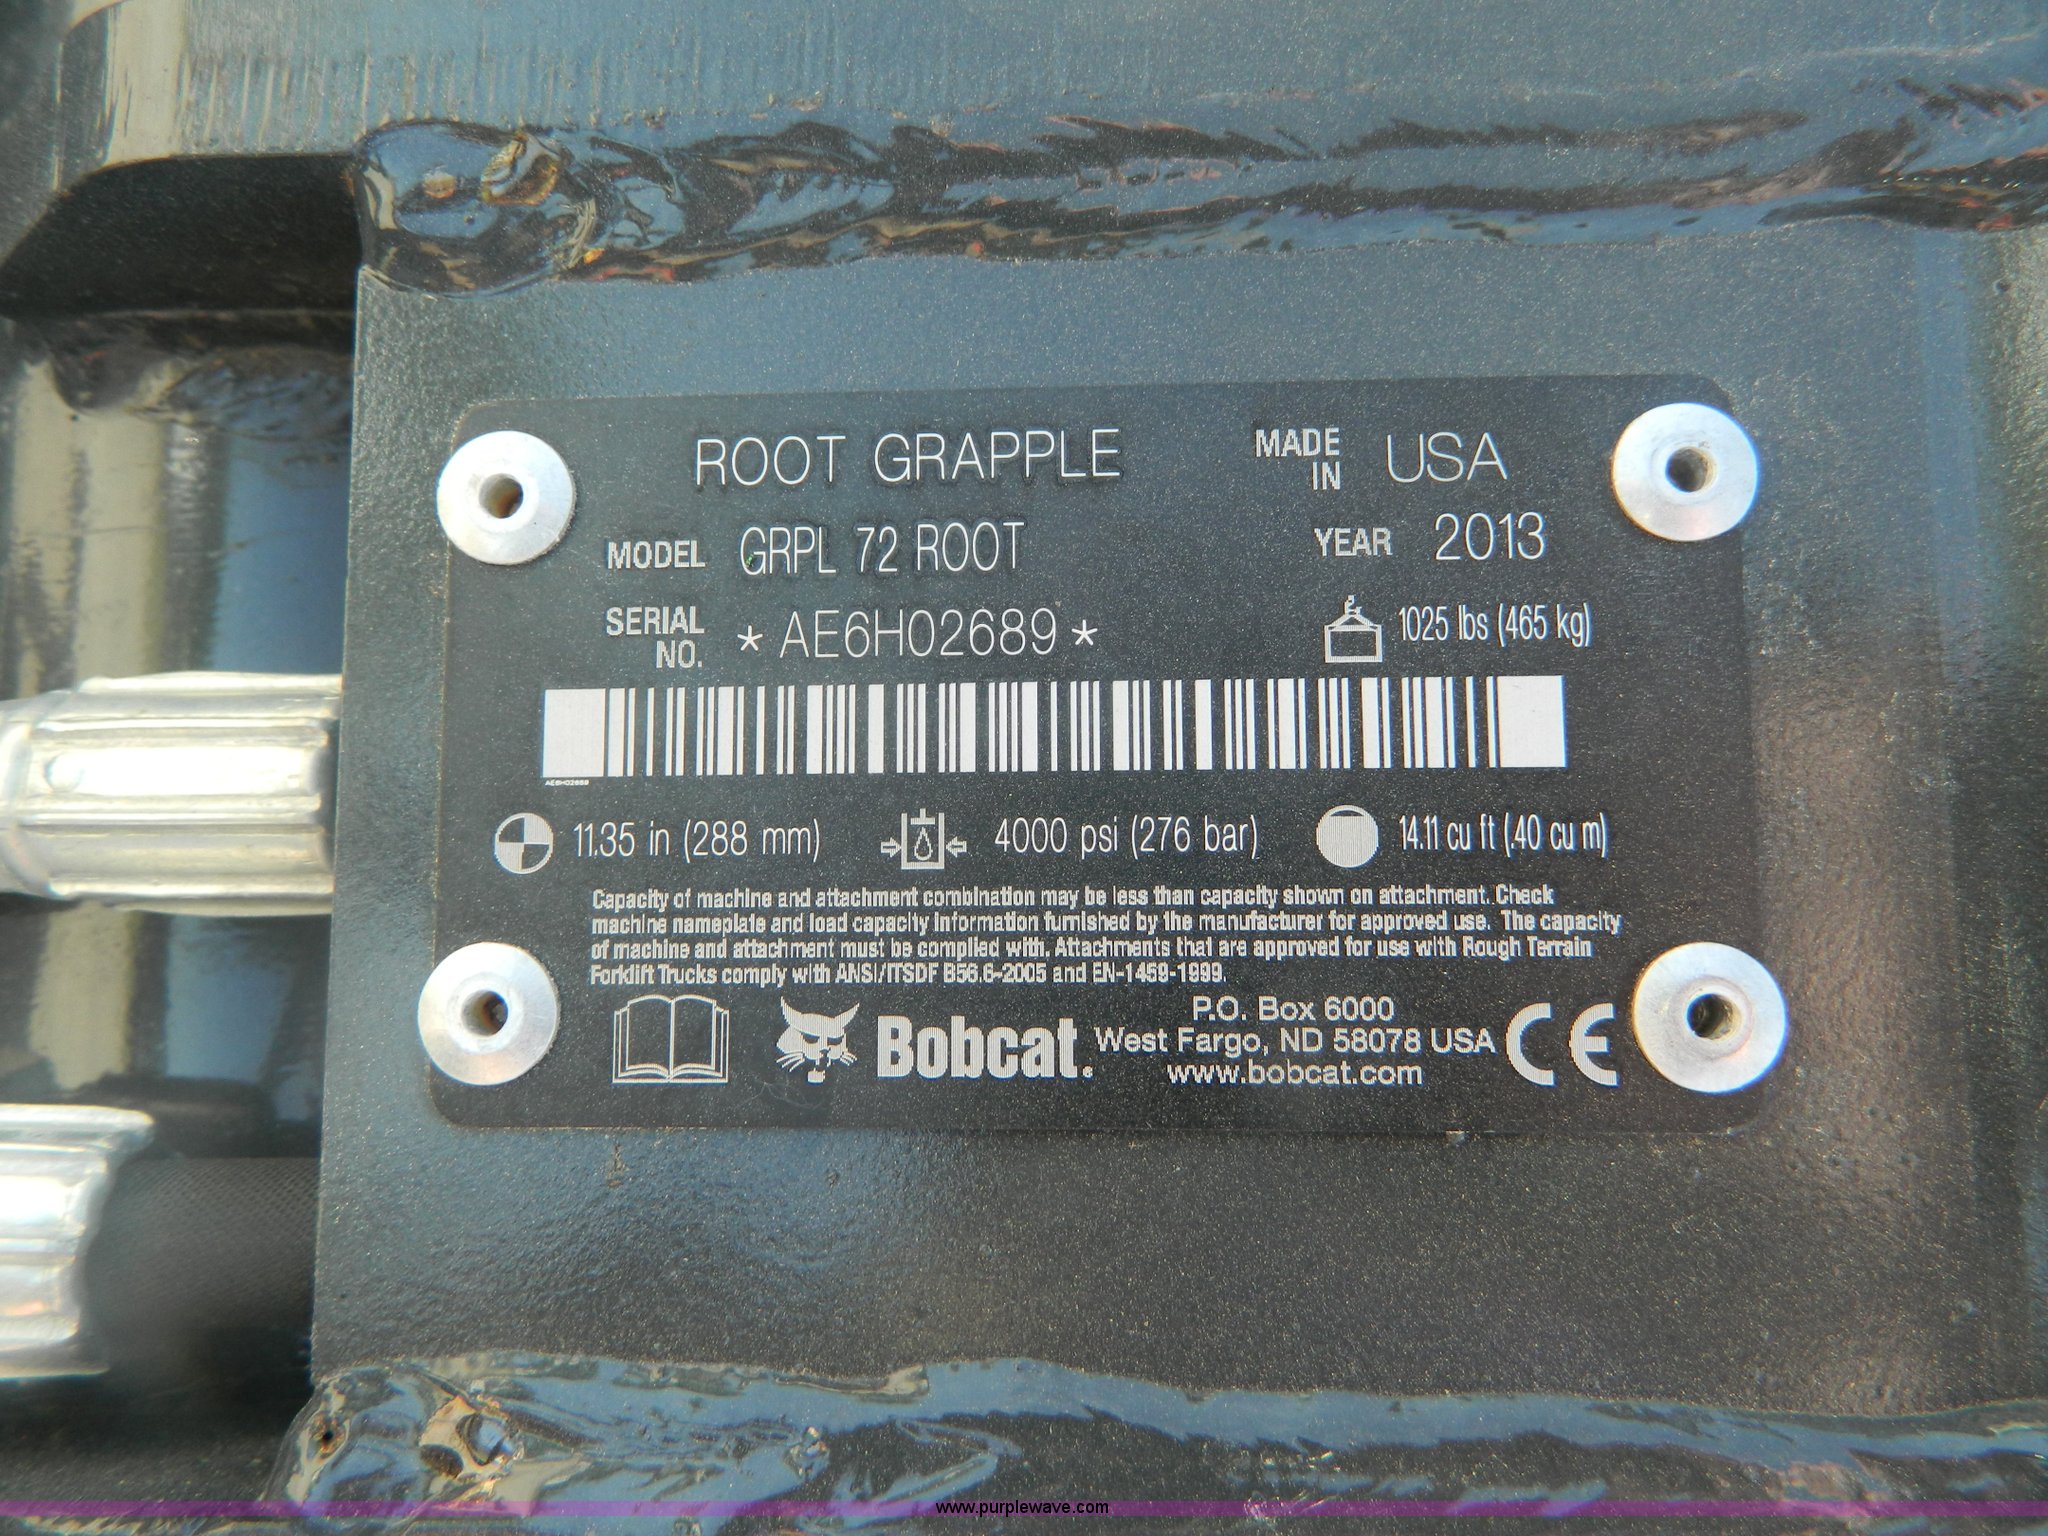 ROOT GRAPPLE
MADE IN USA
MODEL GRPL 72 ROOT
YEAR 2013
SERIAL NO. *AE6H02689*
1025 lbs (465 kg)
AE6H02689
11.35 in (288 mm)
4000 psi (276 bar)
14.11 cu ft (.40 cu m)
Capacity of machine and attachment combination may be less than capacity shown on attachment. Check
machine nameplate and load capacity information furnished by the manufacturer for approved use. The capacity
of machine and attachment must be complied with. Attachments that are approved for use with Rough Terrain
Forklift Trucks comply with ANSI/ITSDF B56.6-2005 and EN-1459-1999.
Bobcat.
P.O. Box 6000
West Fargo, ND 58078 USA
www.bobcat.com
CE
www.purplewave.com